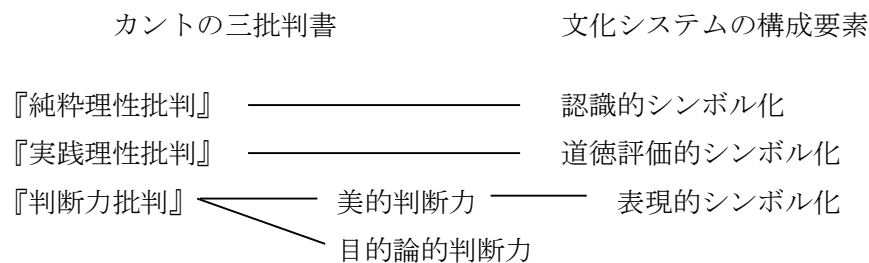 カントの三批判書 文化システムの構成要素
『純粋理性批判』 認識的シンボル化
『実践理性批判』 道徳評価的シンボル化
『判断力批判』 美的判断力 表現的シンボル化
目的論的判断力